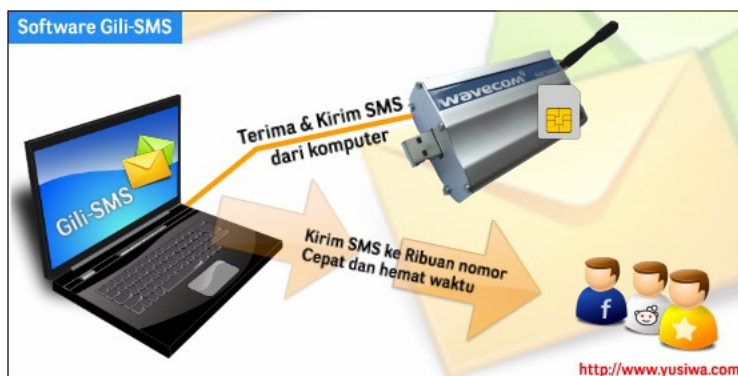 Software Gili-SMS
wavecom
Terima & Kirim SMS
dari komputer
Gili-SMS
Kirim SMS ke Ribuan nomor
Cepat dan hemat waktu
f
http://www.yusiwa.com